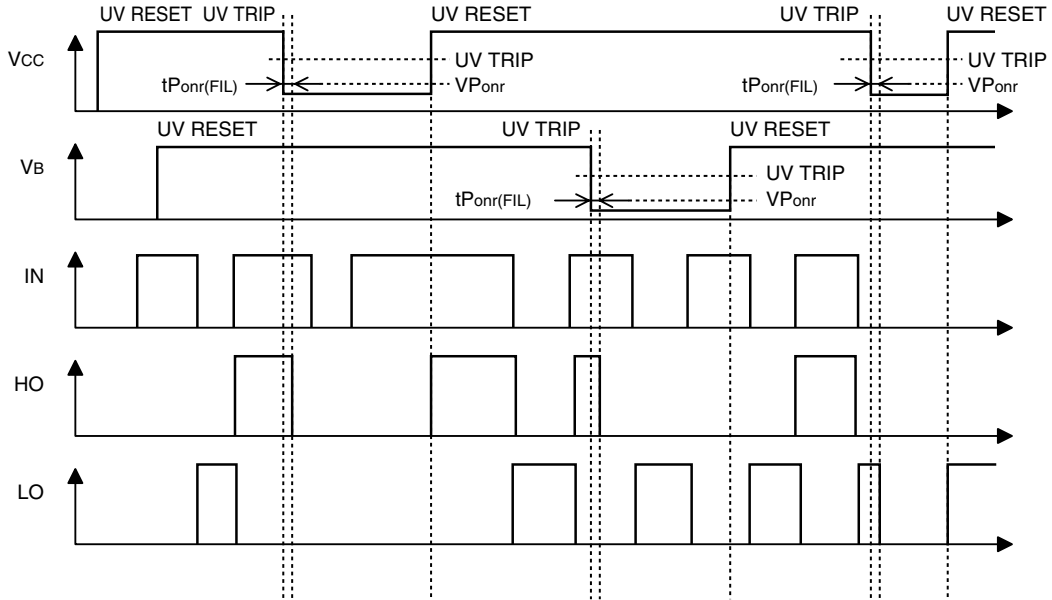 UV RESET UV TRIP UV RESET UV TRIP UV RESET
VCC UV TRIP UV TRIP
tPonr(FIL) VPonr tPonr(FIL) VPonr
UV RESET UV TRIP UV RESET
VB UV TRIP
tPonr(FIL) VPonr
IN
HO
LO